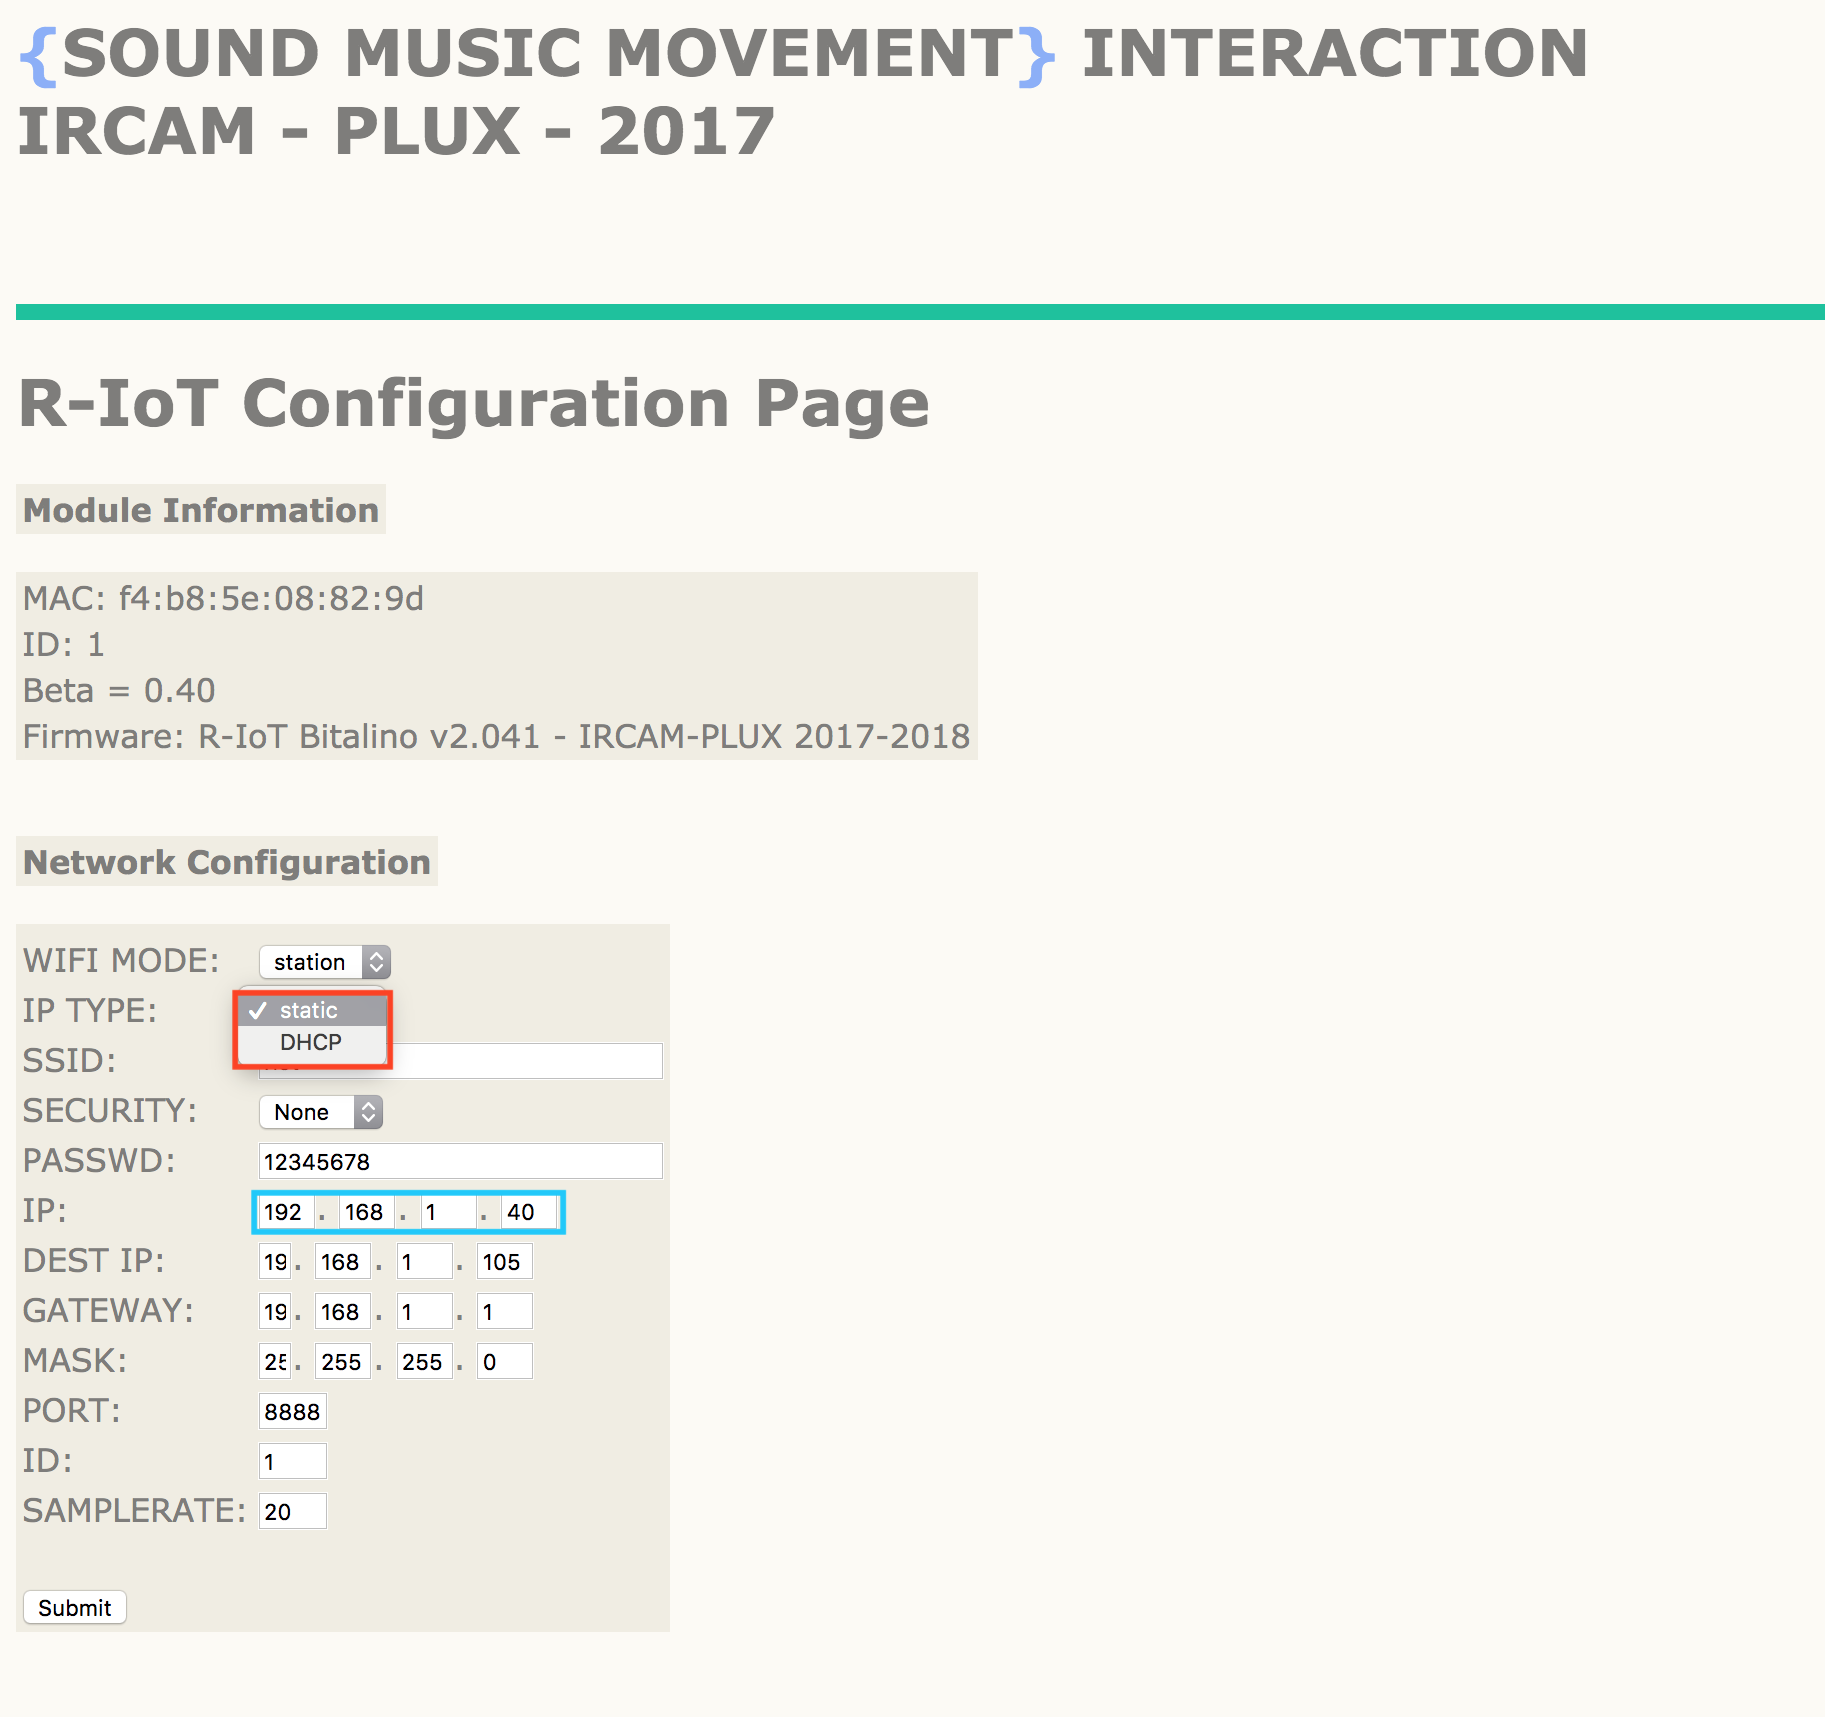 {SOUND MUSIC MOVEMENT} INTERACTION
IRCAM - PLUX - 2017
R-IoT Configuration Page
Module Information
MAC: f4:b8:5e:08:82:9d
ID: 1
Beta = 0.40
Firmware: R-IoT Bitalino v2.041 - IRCAM-PLUX 2017-2018
Network Configuration
WIFI MODE: station
IP TYPE: ✓ static
DHCP
SSID:
SECURITY: None
PASSWD: 12345678
IP: 192 . 168 . 1 . 40
DEST IP: 19 . 168 . 1 . 105
GATEWAY: 19 . 168 . 1 . 1
MASK: 25 . 255 . 255 . 0
PORT: 8888
ID: 1
SAMPLERATE: 20
Submit